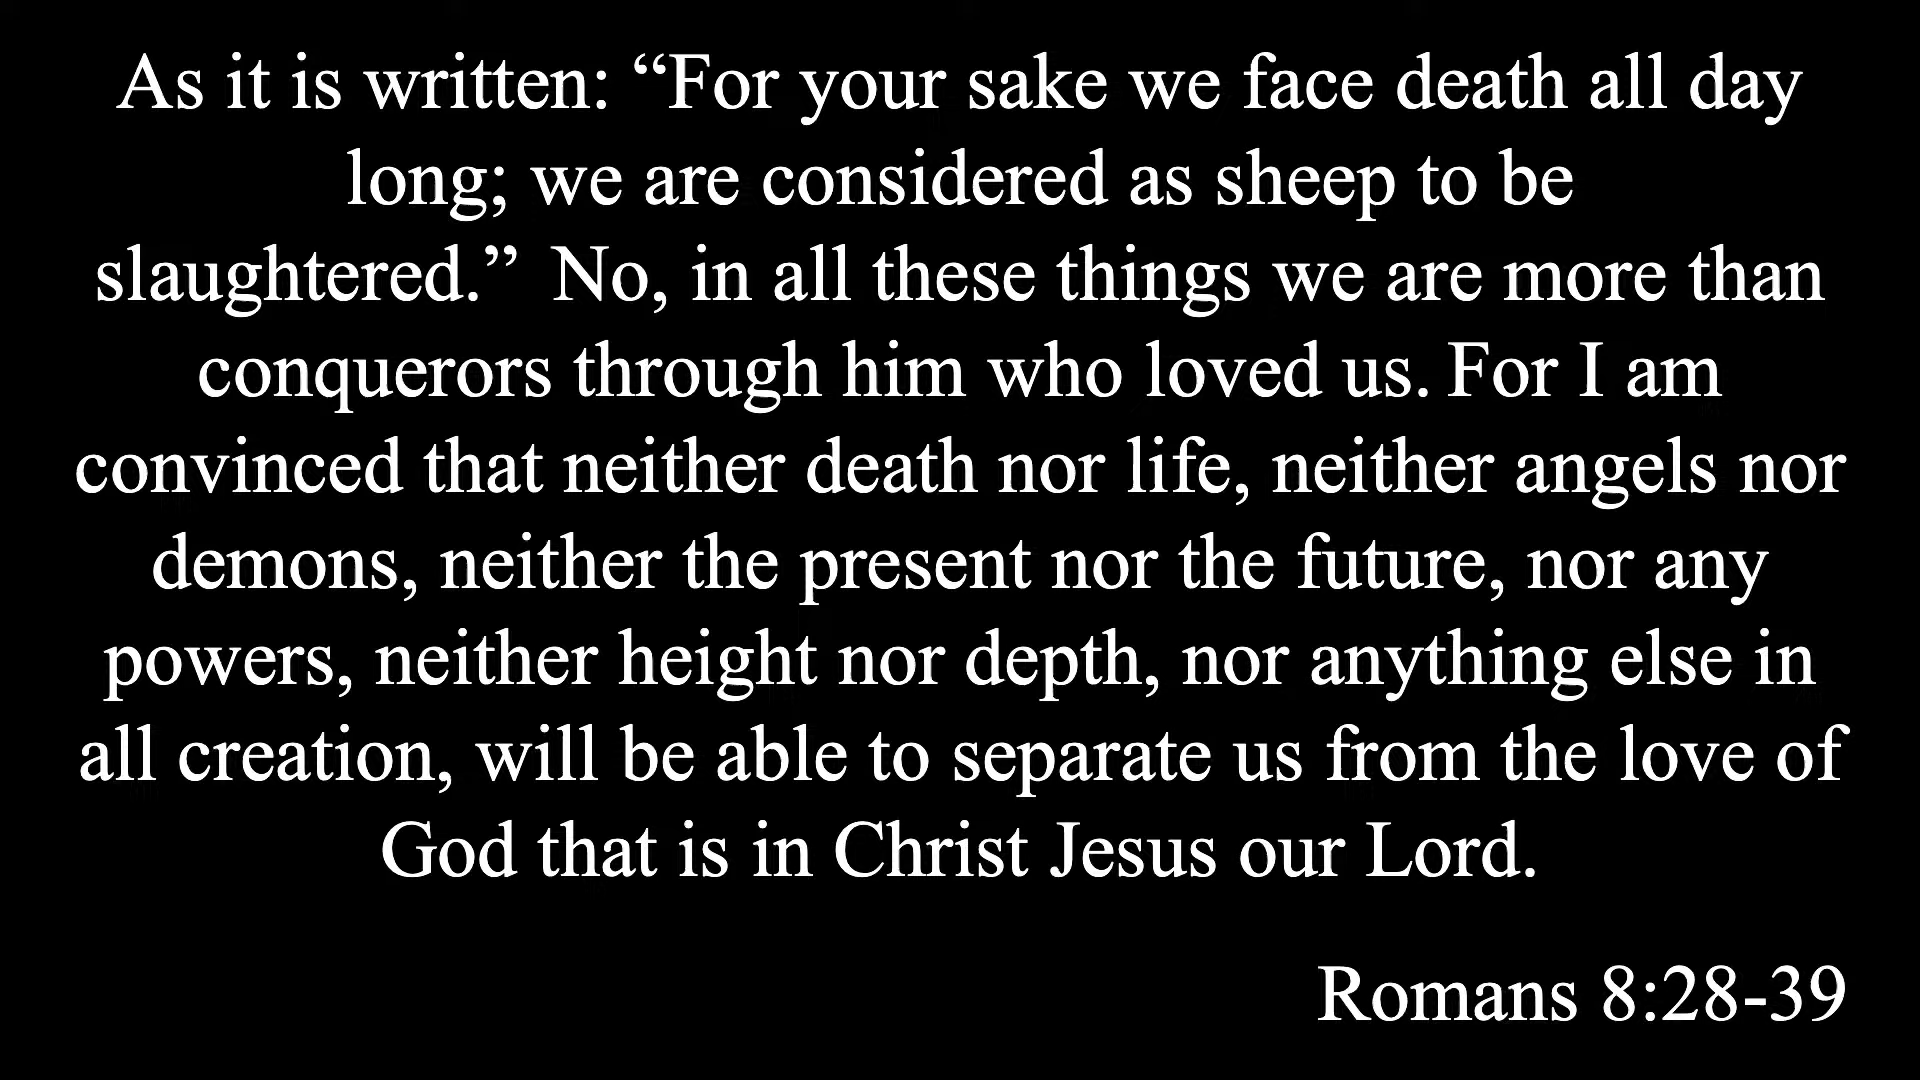 As it is written: “For your sake we face death all day
long; we are considered as sheep to be
slaughtered.”  No, in all these things we are more than
conquerors through him who loved us. For I am
convinced that neither death nor life, neither angels nor
demons, neither the present nor the future, nor any
powers, neither height nor depth, nor anything else in
all creation, will be able to separate us from the love of
God that is in Christ Jesus our Lord.
Romans 8:28-39